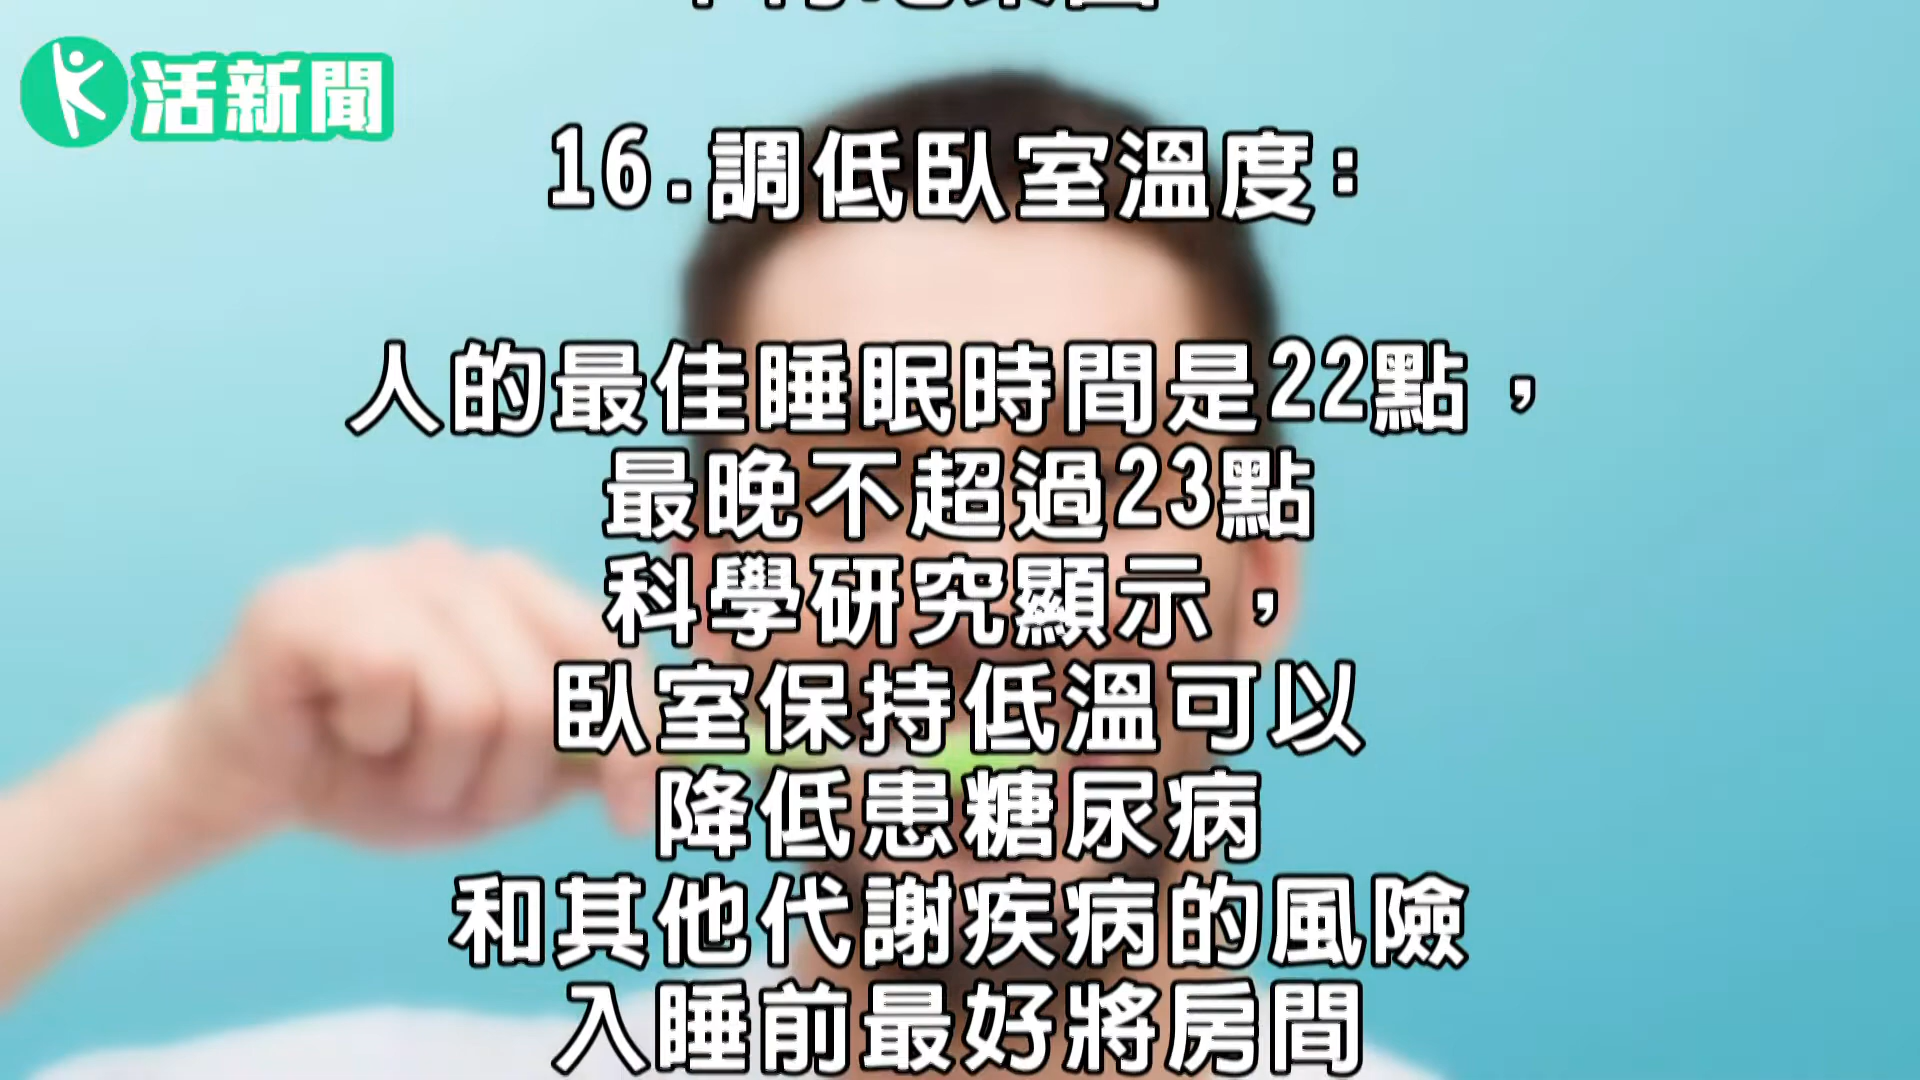 活新聞
16.調低臥室溫度:
人的最佳睡眠時間是22點，
最晚不超過23點
科學研究顯示，
臥室保持低溫可以
降低患糖尿病
和其他代謝疾病的風險
入睡前最好將房間